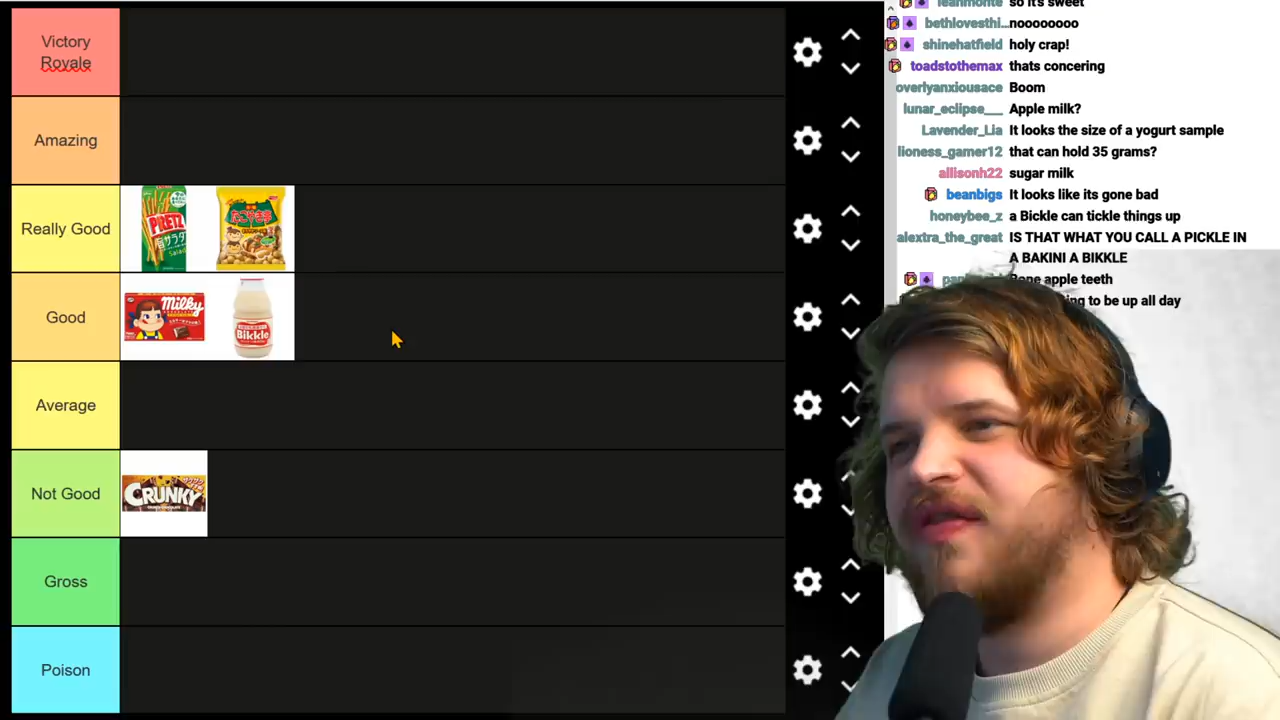 Victory
Royale
Amazing
Really Good
PRETZ
Salad
Good
Milky
Bikkle
Average
Not Good
CRUNKY
Gross
Poison
leahmonte so it's sweet
bethlovesthi... noooooooo
shinehatfield holy crap!
toadstothemax thats concering
overlyanxiousace Boom
lunar_eclipse___ Apple milk?
Lavender_Lia It looks the size of a yogurt sample
lioness_gamer12 that can hold 35 grams?
allisonh22 sugar milk
beanbigs It looks like its gone bad
honeybee_z a Bickle can tickle things up
alextra_the_great IS THAT WHAT YOU CALL A PICKLE IN
A BAKINI A BIKKLE
apple teeth
to be up all day